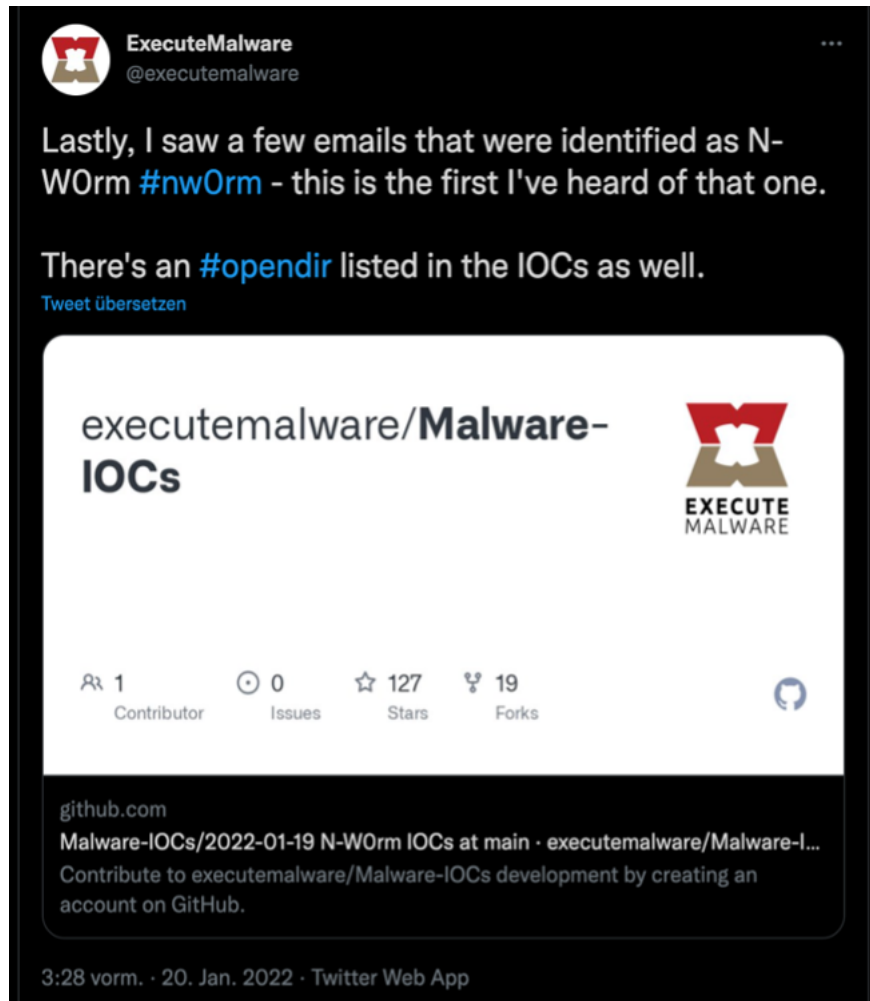 ExecuteMalware
@executemalware
Lastly, I saw a few emails that were identified as N-
W0rm #nw0rm - this is the first I've heard of that one.
There's an #opendir listed in the IOCs as well.
Tweet übersetzen
executemalware/Malware-
IOCs
EXECUTE
MALWARE
1
Contributor
0
Issues
127
Stars
19
Forks
github.com
Malware-IOCs/2022-01-19 N-W0rm IOCs at main · executemalware/Malware-I...
Contribute to executemalware/Malware-IOCs development by creating an
account on GitHub.
3:28 vorm. · 20. Jan. 2022 · Twitter Web App